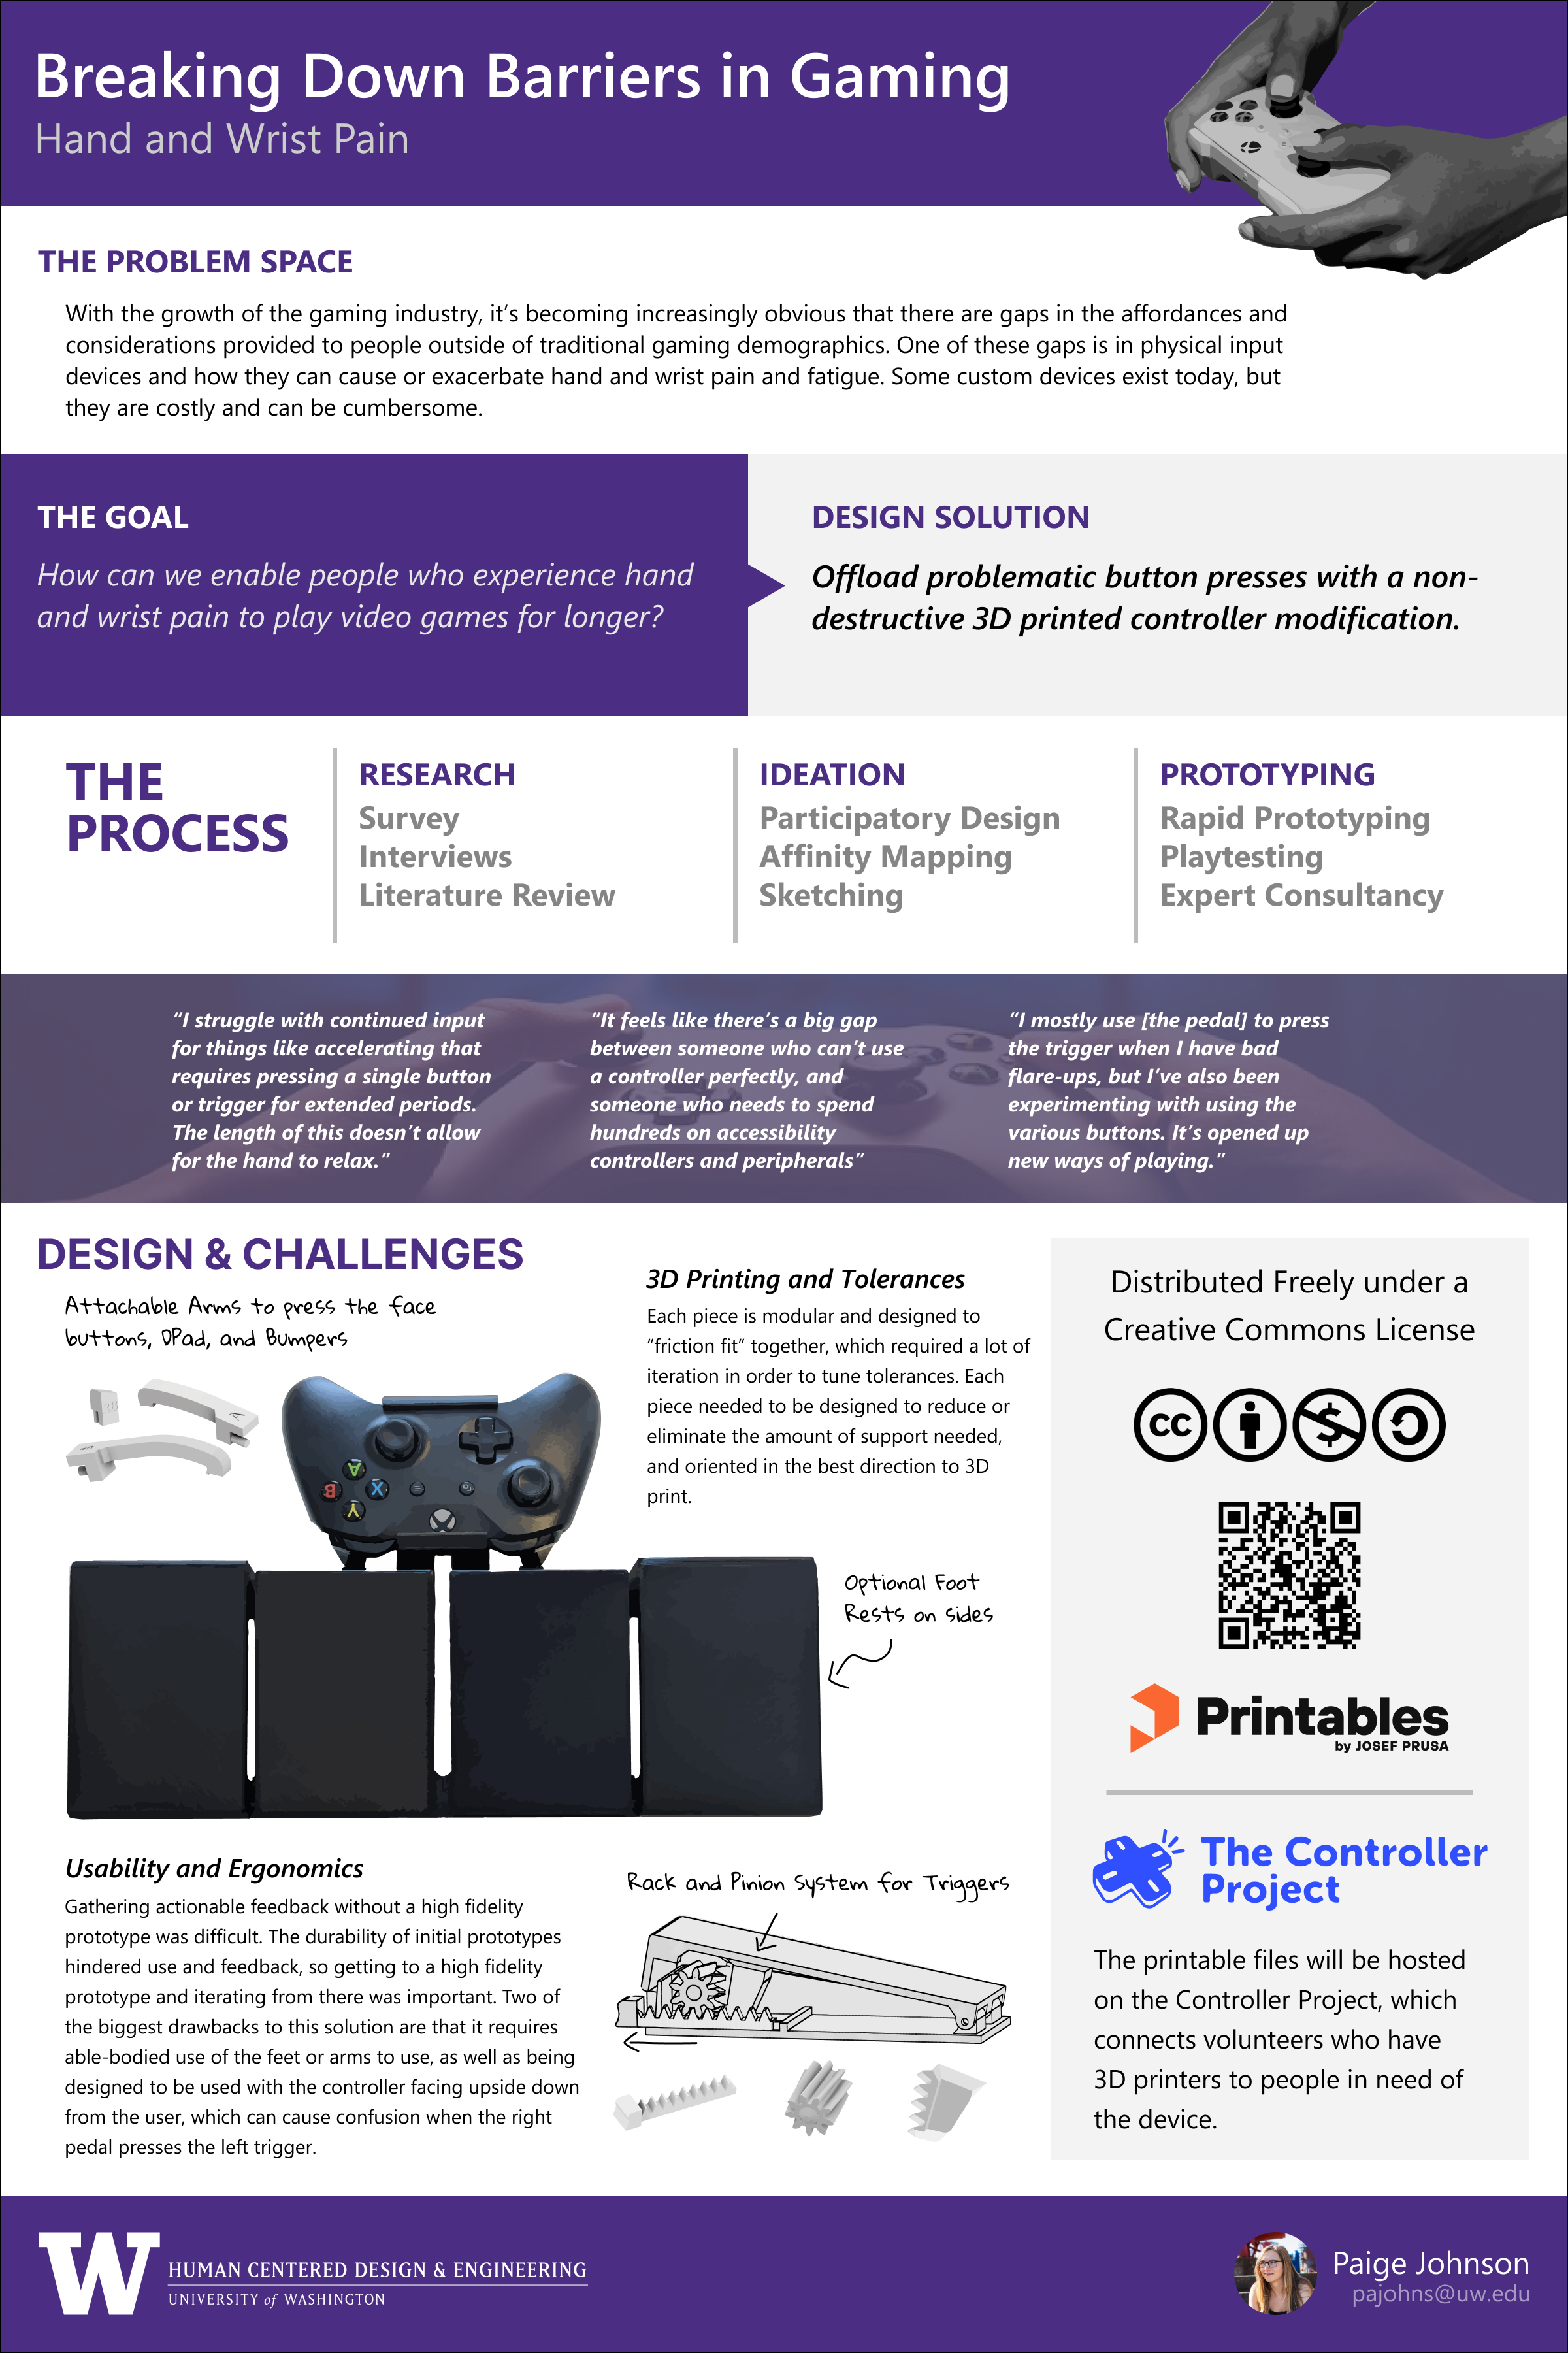 Breaking Down Barriers in Gaming
Hand and Wrist Pain
THE PROBLEM SPACE
With the growth of the gaming industry, it’s becoming increasingly obvious that there are gaps in the affordances and
considerations provided to people outside of traditional gaming demographics. One of these gaps is in physical input
devices and how they can cause or exacerbate hand and wrist pain and fatigue. Some custom devices exist today, but
they are costly and can be cumbersome.
THE GOAL
How can we enable people who experience hand
and wrist pain to play video games for longer?
DESIGN SOLUTION
Offload problematic button presses with a non-
destructive 3D printed controller modification.
THE
PROCESS
RESEARCH
Survey
Interviews
Literature Review
IDEATION
Participatory Design
Affinity Mapping
Sketching
PROTOTYPING
Rapid Prototyping
Playtesting
Expert Consultancy
“I struggle with continued input
for things like accelerating that
requires pressing a single button
or trigger for extended periods.
The length of this doesn’t allow
for the hand to relax.”
“It feels like there’s a big gap
between someone who can’t use
a controller perfectly, and
someone who needs to spend
hundreds on accessibility
controllers and peripherals”
“I mostly use [the pedal] to press
the trigger when I have bad
flare-ups, but I’ve also been
experimenting with using the
various buttons. It’s opened up
new ways of playing.”
DESIGN & CHALLENGES
Attachable Arms to press the face
buttons, DPad, and Bumpers
A
A
B
X
Y
3D Printing and Tolerances
Each piece is modular and designed to
“friction fit” together, which required a lot of
iteration in order to tune tolerances. Each
piece needed to be designed to reduce or
eliminate the amount of support needed,
and oriented in the best direction to 3D
print.
Optional Foot
Rests on sides
Usability and Ergonomics
Gathering actionable feedback without a high fidelity
prototype was difficult. The durability of initial prototypes
hindered use and feedback, so getting to a high fidelity
prototype and iterating from there was important. Two of
the biggest drawbacks to this solution are that it requires
able-bodied use of the feet or arms to use, as well as being
designed to be used with the controller facing upside down
from the user, which can cause confusion when the right
pedal presses the left trigger.
Rack and Pinion System for Triggers
Distributed Freely under a
Creative Commons License
cc
Printables
by JOSEF PRUSA
The Controller
Project
The printable files will be hosted
on the Controller Project, which
connects volunteers who have
3D printers to people in need of
the device.
W
HUMAN CENTERED DESIGN & ENGINEERING
UNIVERSITY of WASHINGTON
Paige Johnson
pajohns@uw.edu